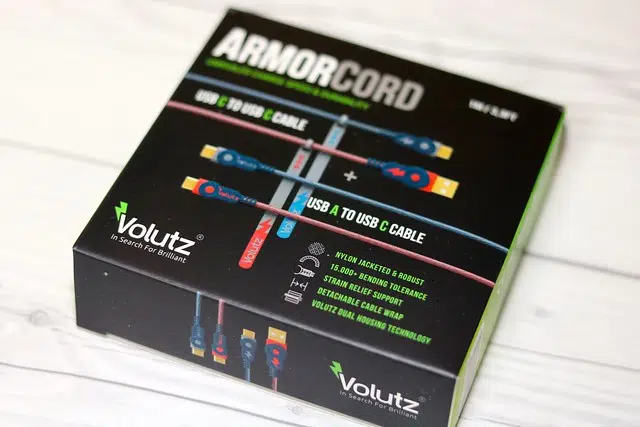 ARMORCORD
USB C TO USB C CABLE
+
USB A TO USB C CABLE
Volutz
Volutz
Volutz®
In Search For Brilliant
NYLON JACKETED & ROBUST
15.000+ BENDING TOLERANCE
STRAIN RELIEF SUPPORT
DETACHABLE CABLE WRAP
VOLUTZ DUAL HOUSING TECHNOLOGY
Volutz®
In Search For Brilliant